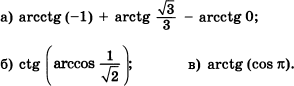 а) arcctg (−1) + arctg √3/3 − arcctg 0;
б) ctg (arccos 1/√2); в) arctg (cos π).